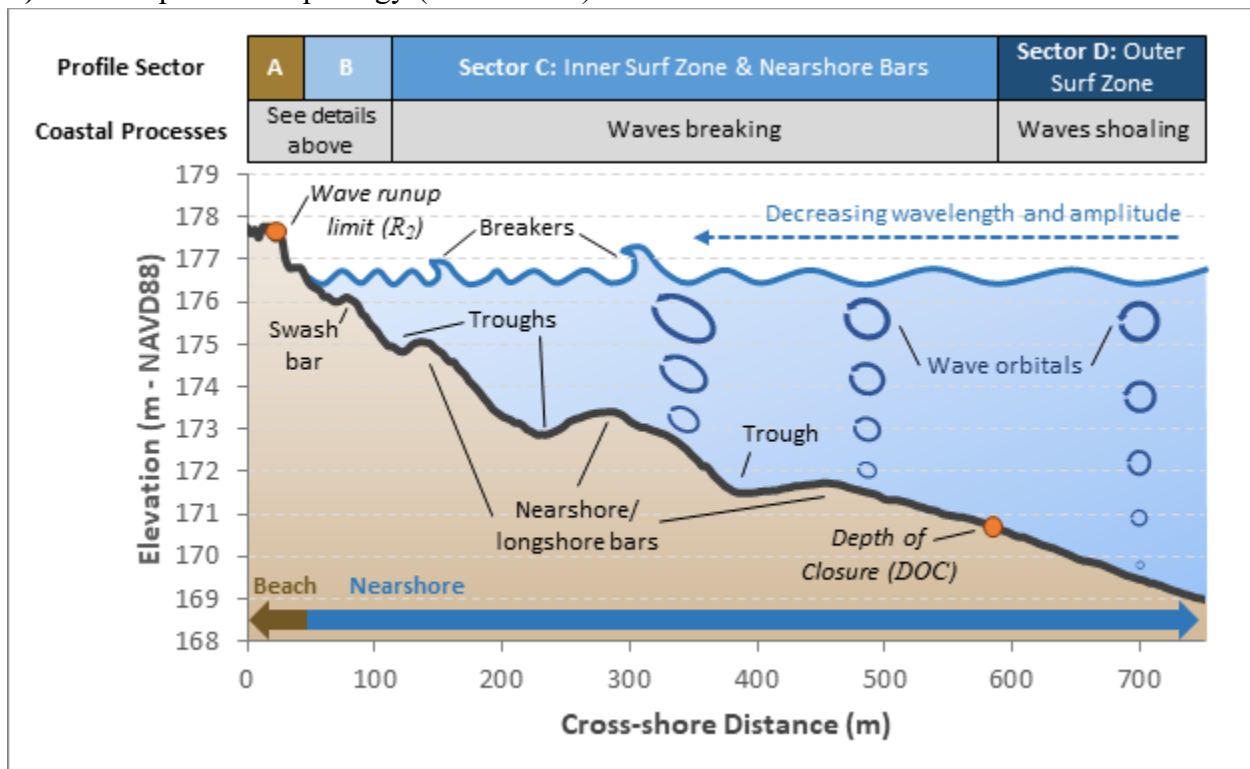 Profile Sector
A
B
Sector C: Inner Surf Zone & Nearshore Bars
Sector D: Outer
Surf Zone
Coastal Processes
See details
above
Waves breaking
Waves shoaling
179
178
177
176
175
174
173
172
171
170
169
168
Elevation (m - NAVD88)
Wave runup
limit (R2)
Breakers
Decreasing wavelength and amplitude
Swash
bar
Troughs
Wave orbitals
Trough
Nearshore/
longshore bars
Depth of
Closure (DOC)
Beach
Nearshore
0
100
200
300
400
500
600
700
Cross-shore Distance (m)